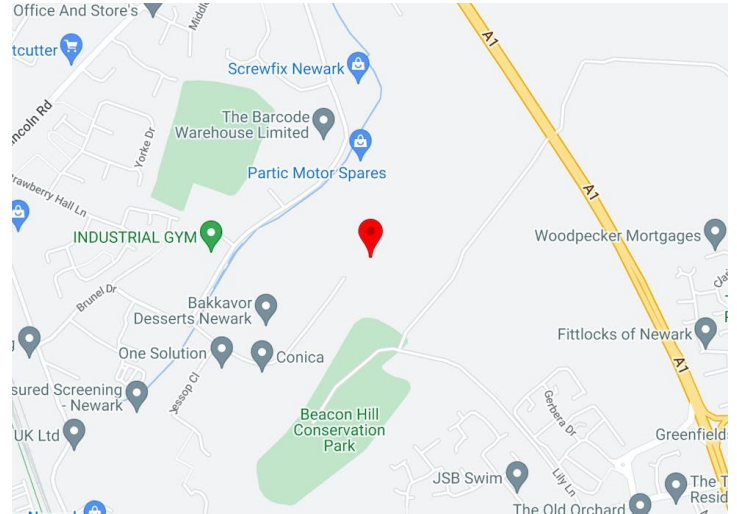 Office And Store's
Middle
A1
tcutter
Screwfix Newark
The Barcode
Warehouse Limited
ncoln Rd
Yorke Dr
Partic Motor Spares
A1
rawberry Hall Ln
INDUSTRIAL GYM
Woodpecker Mortgages
Brunel Dr
Bakkavor
Desserts Newark
Fittlocks of Newark
One Solution
Conica
A1
sured Screening
- Newark
Jessop Cl
Gerbera Dr
Beacon Hill
Conservation
Park
UK Ltd
Greenfield
JSB Swim
Lily Ln
The T
Resid
The Old Orchard